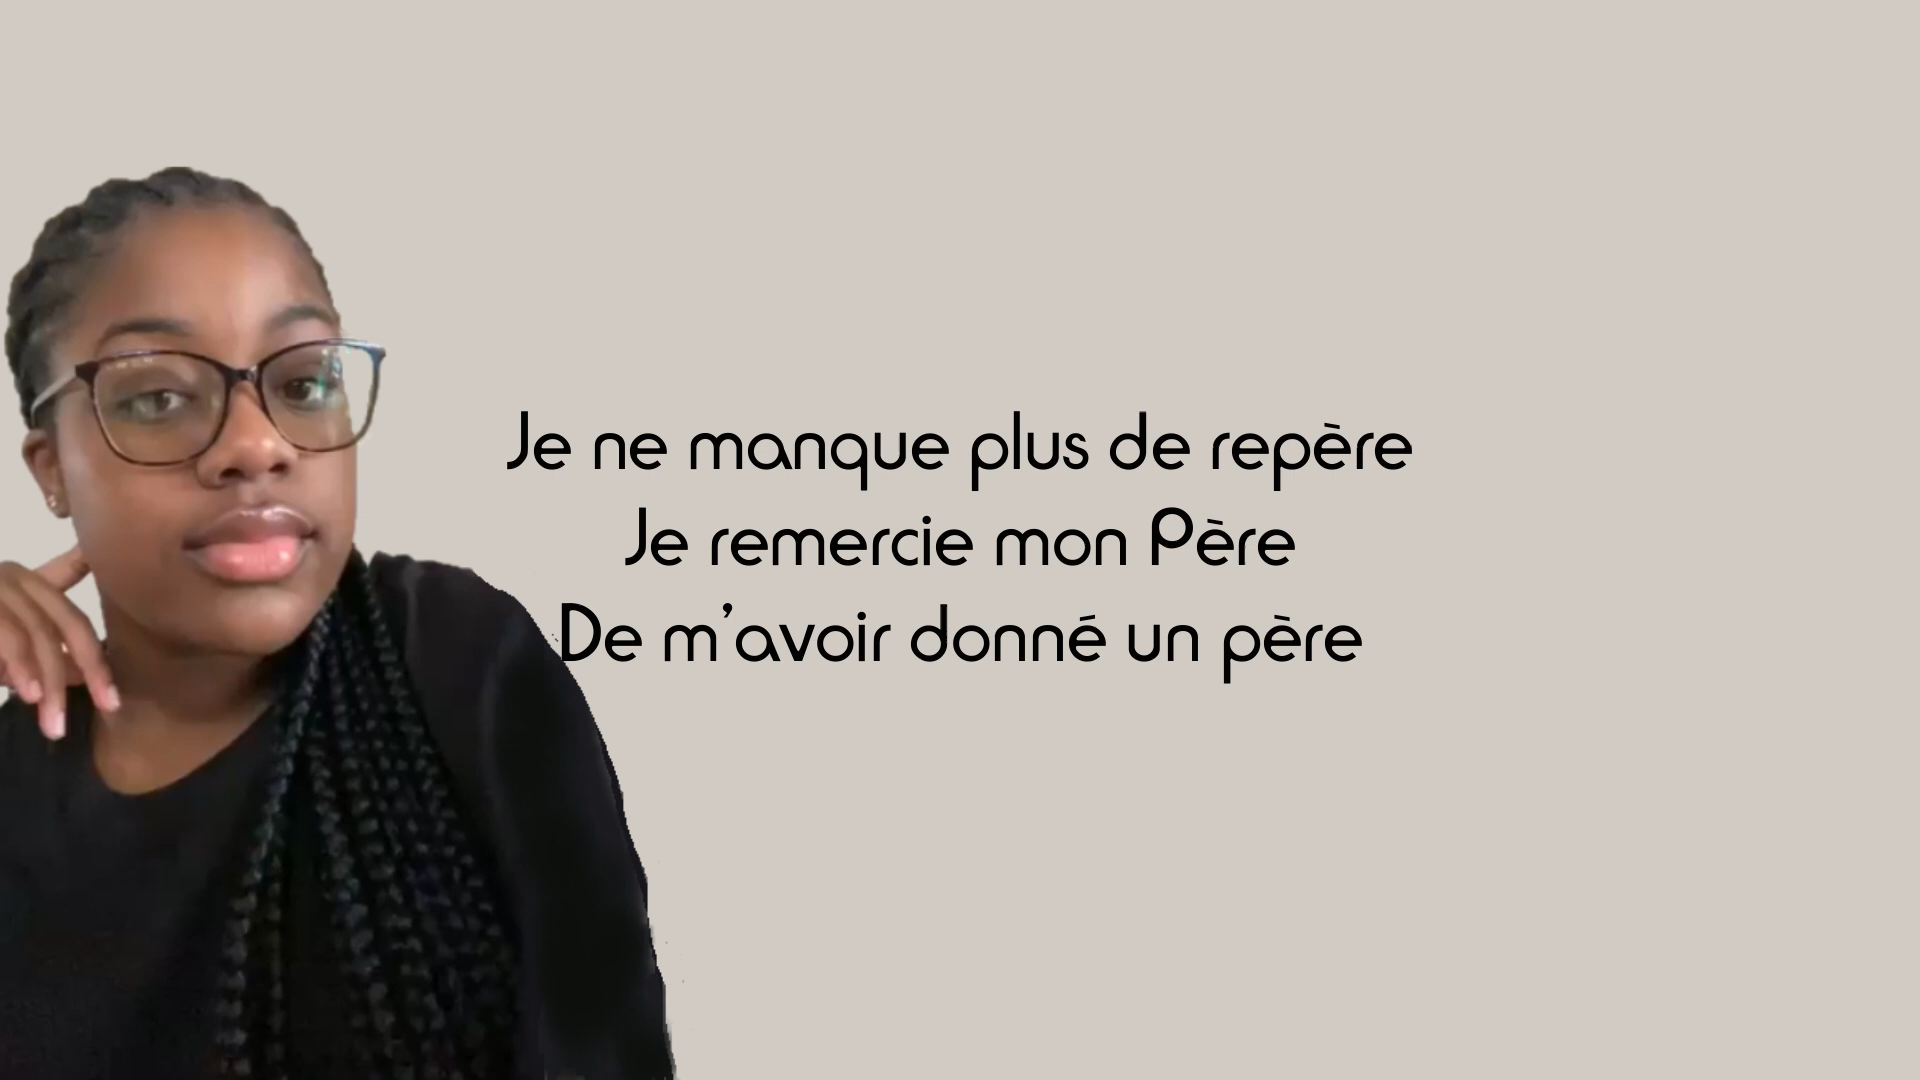 Je ne manque plus de repère
Je remercie mon Père
De m'avoir donné un père